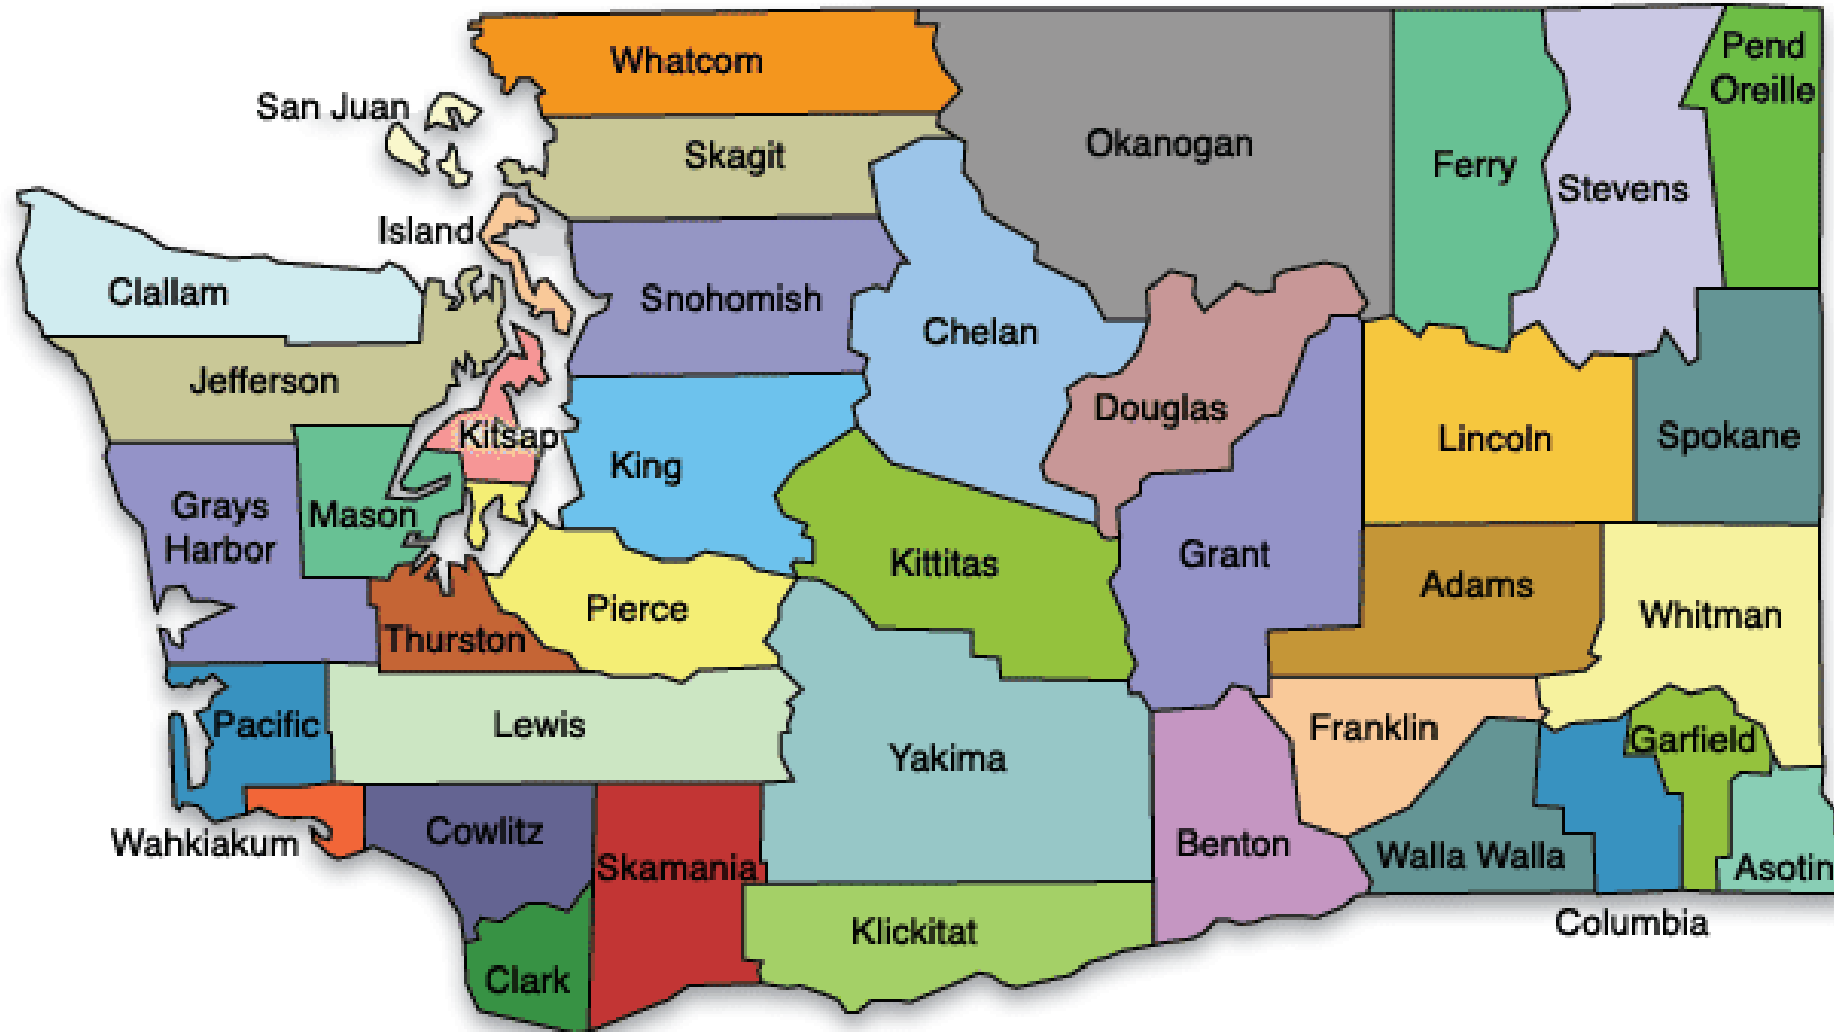 Whatcom
Pend
Oreille
San Juan
Okanogan
Skagit
Ferry
Stevens
Island
Clallam
Snohomish
Chelan
Jefferson
Douglas
Kitsap
Lincoln
Spokane
King
Grays
Harbor
Mason
Kittitas
Grant
Adams
Pierce
Whitman
Thurston
Pacific
Lewis
Franklin
Garfield
Yakima
Wahkiakum
Cowlitz
Benton
Walla Walla
Skamania
Asotin
Columbia
Klickitat
Clark